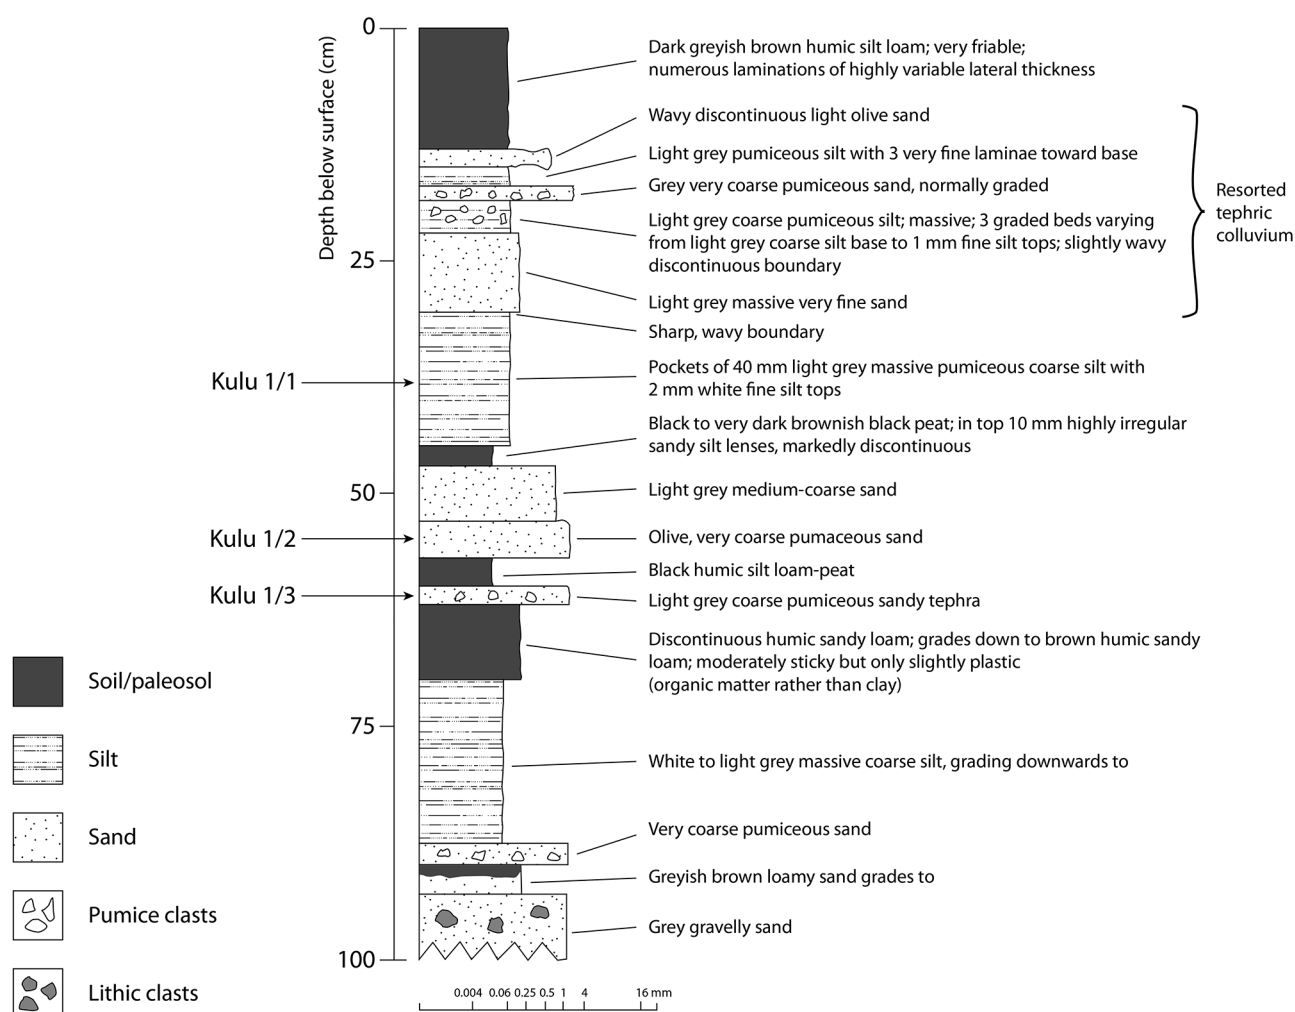 Depth below surface (cm)
0
25
50
75
100
Kulu 1/1
Kulu 1/2
Kulu 1/3
Dark greyish brown humic silt loam; very friable;
numerous laminations of highly variable lateral thickness
Wavy discontinuous light olive sand
Light grey pumiceous silt with 3 very fine laminae toward base
Grey very coarse pumiceous sand, normally graded
Light grey coarse pumiceous silt; massive; 3 graded beds varying
from light grey coarse silt base to 1 mm fine silt tops; slightly wavy
discontinuous boundary
Light grey massive very fine sand
Resorted
tephric
colluvium
Sharp, wavy boundary
Pockets of 40 mm light grey massive pumiceous coarse silt with
2 mm white fine silt tops
Black to very dark brownish black peat; in top 10 mm highly irregular
sandy silt lenses, markedly discontinuous
Light grey medium-coarse sand
Olive, very coarse pumaceous sand
Black humic silt loam-peat
Light grey coarse pumiceous sandy tephra
Discontinuous humic sandy loam; grades down to brown humic sandy
loam; moderately sticky but only slightly plastic
(organic matter rather than clay)
White to light grey massive coarse silt, grading downwards to
Very coarse pumiceous sand
Greyish brown loamy sand grades to
Grey gravelly sand
Soil/paleosol
Silt
Sand
Pumice clasts
Lithic clasts
0.004 0.06 0.25 0.5 1 4 16 mm